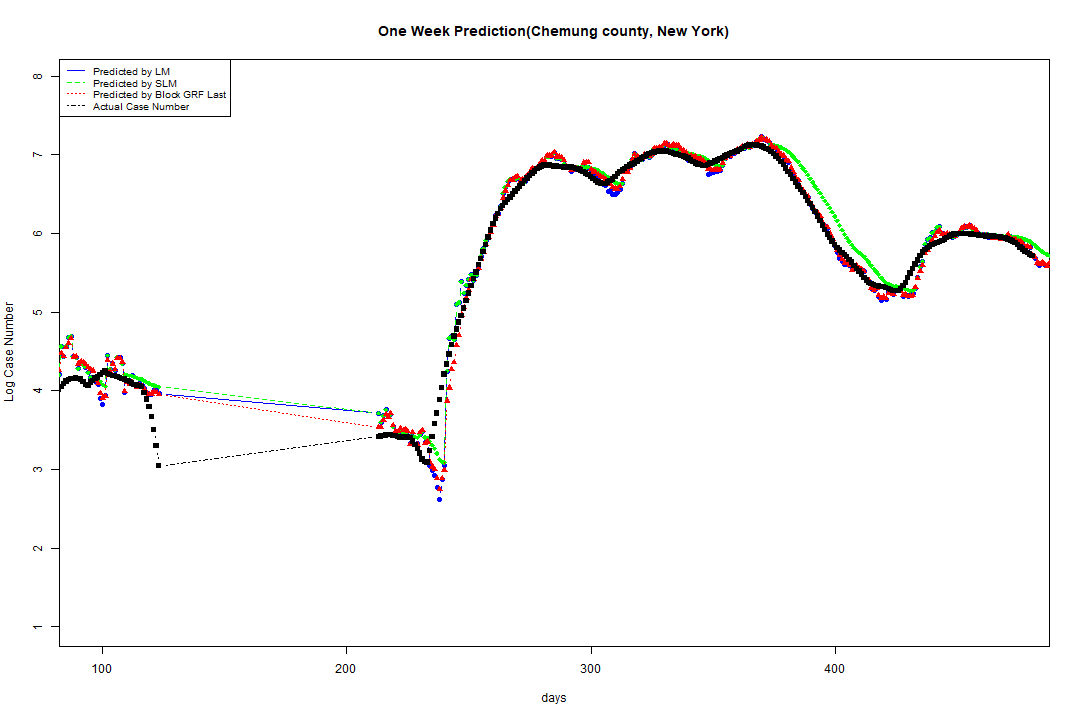 One Week Prediction(Chemung county, New York)
Predicted by LM
Predicted by SLM
Predicted by Block GRF Last
Actual Case Number
8
7
6
5
4
3
2
1
Log Case Number
100 200 300 400
days